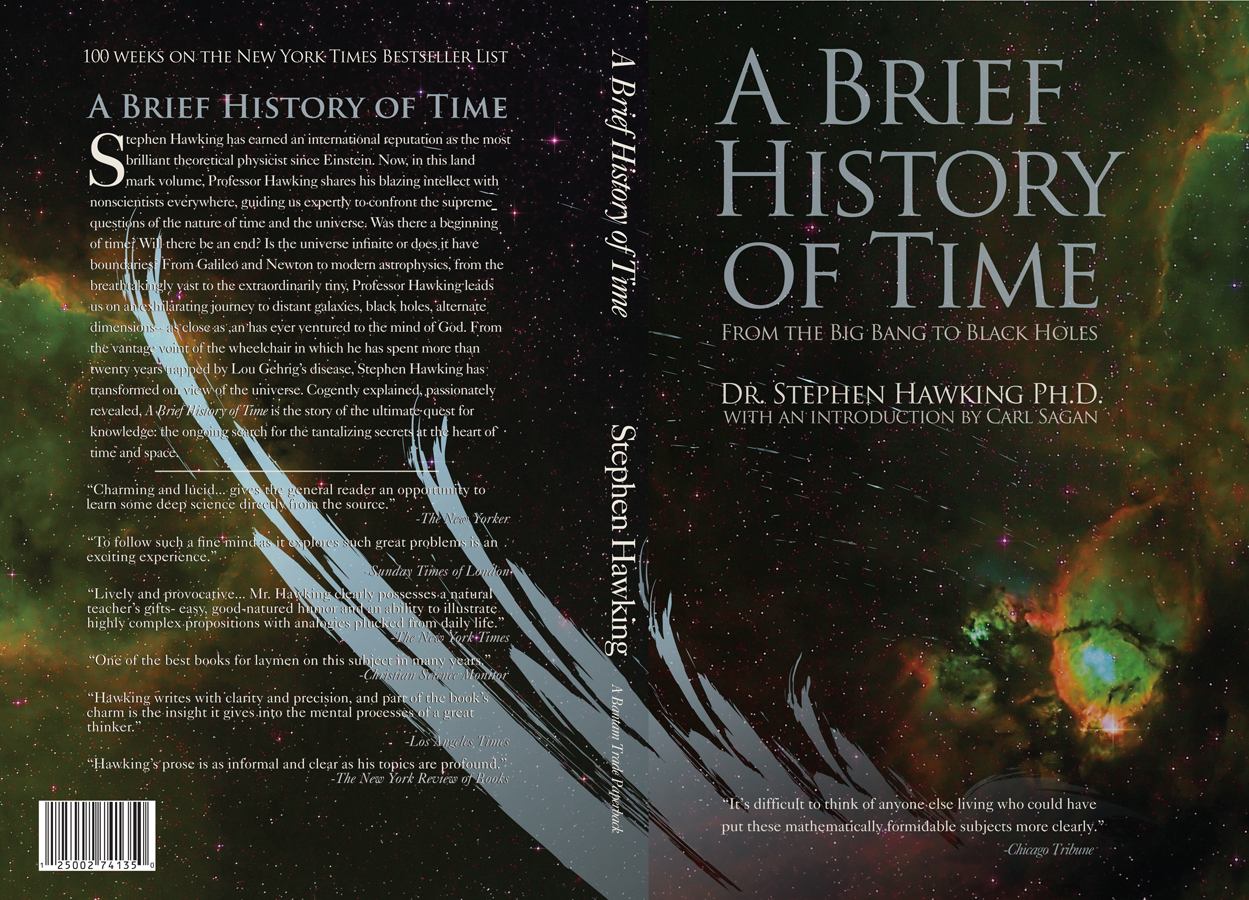 100 WEEKS ON THE NEW YORK TIMES BESTSELLER LIST
A BRIEF HISTORY OF TIME
Stephen Hawking has earned an international reputation as the most
brilliant theoretical physicist since Einstein. Now, in this land
mark volume, Professor Hawking shares his blazing intellect with
nonscientists everywhere, guiding us expertly to confront the supreme
questions of the nature of time and the universe. Was there a beginning
of time? Will there be an end? Is the universe infinite or does it have
boundaries? From Galileo and Newton to modern astrophysics, from the
breathtakingly vast to the extraordinarily tiny, Professor Hawking leads
us on an exhilarating journey to distant galaxies, black holes, alternate
dimensions- as close as an has ever ventured to the mind of God. From
the vantage point of the wheelchair in which he has spent more than
twenty years trapped by Lou Gehrig's disease, Stephen Hawking has
transformed our view of the universe. Cogently explained, passionately
revealed, A Brief History of Time is the story of the ultimate quest for
knowledge: the ongoing search for the tantalizing secrets at the heart of
time and space.
“Charming and lucid... gives the general reader an opportunity to
learn some deep science directly from the source.”
-The New Yorker
“To follow such a fine mind as it explores such great problems is an
exciting experience.”
-Sunday Times of London
“Lively and provocative... Mr. Hawking clearly possesses a natural
teacher’s gifts- easy, good-natured humor and an ability to illustrate
highly complex propositions with analogies plucked from daily life.”
-The New York Times
“One of the best books for laymen on this subject in many years.”
-Christian Science Monitor
“Hawking writes with clarity and precision, and part of the book’s
charm is the insight it gives into the mental processes of a great
thinker.”
-Los Angeles Times
“Hawking’s prose is as informal and clear as his topics are profound.”
-The New York Review of Books
1 25002 74135 0
A Brief History of Time
Stephen Hawking
A Bantam Trade Paperback
A BRIEF
HISTORY
OF TIME
FROM THE BIG BANG TO BLACK HOLES
DR. STEPHEN HAWKING PH.D.
WITH AN INTRODUCTION BY CARL SAGAN
“It’s difficult to think of anyone else living who could have
put these mathematically formidable subjects more clearly.”
-Chicago Tribune